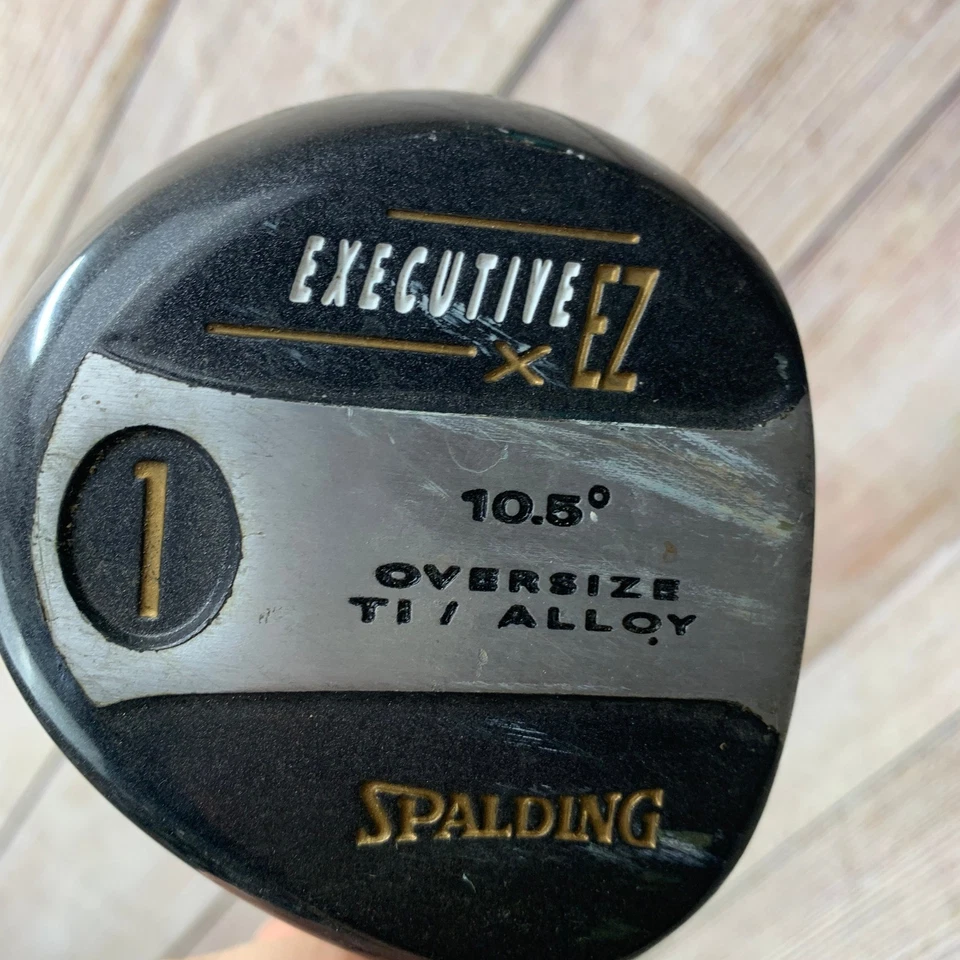 EXECUTIVE EZ
X
1
10.5°
OVERSIZE
TI / ALLOY
SPALDING